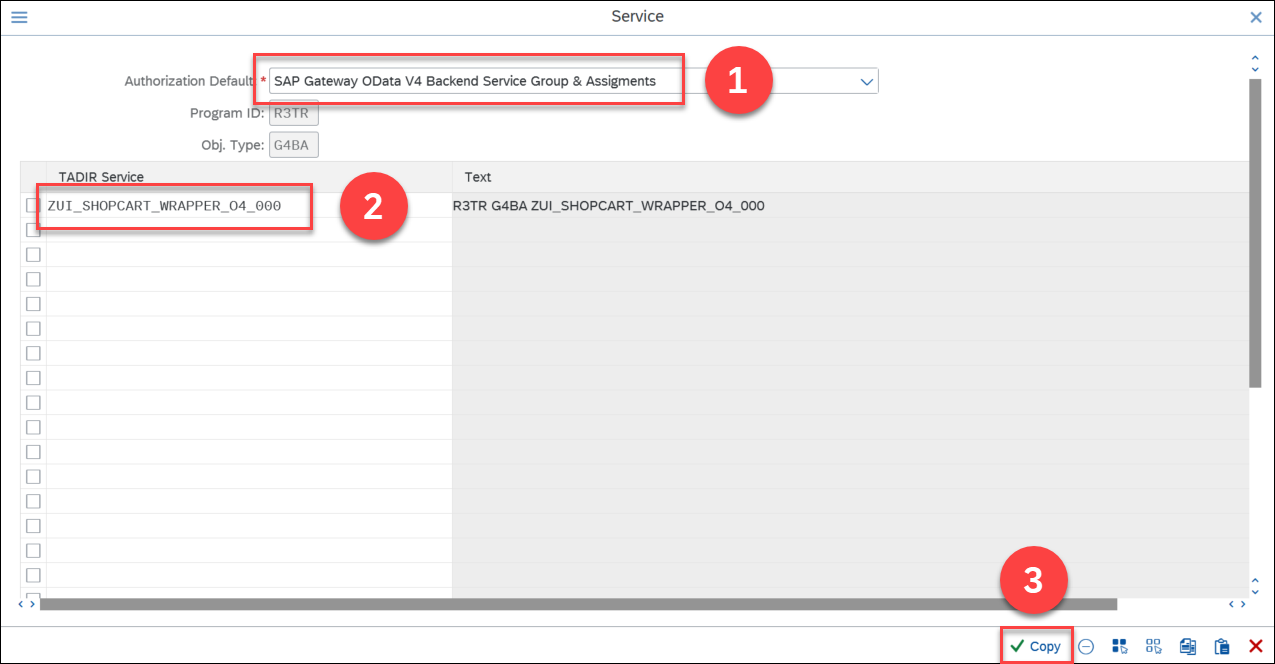 Service
Authorization Default: * SAP Gateway OData V4 Backend Service Group & Assigments
1
Program ID: R3TR
Obj. Type: G4BA
TADIR Service Text
ZUI_SHOPCART_WRAPPER_O4_000 R3TR G4BA ZUI_SHOPCART_WRAPPER_O4_000
2
3
Copy